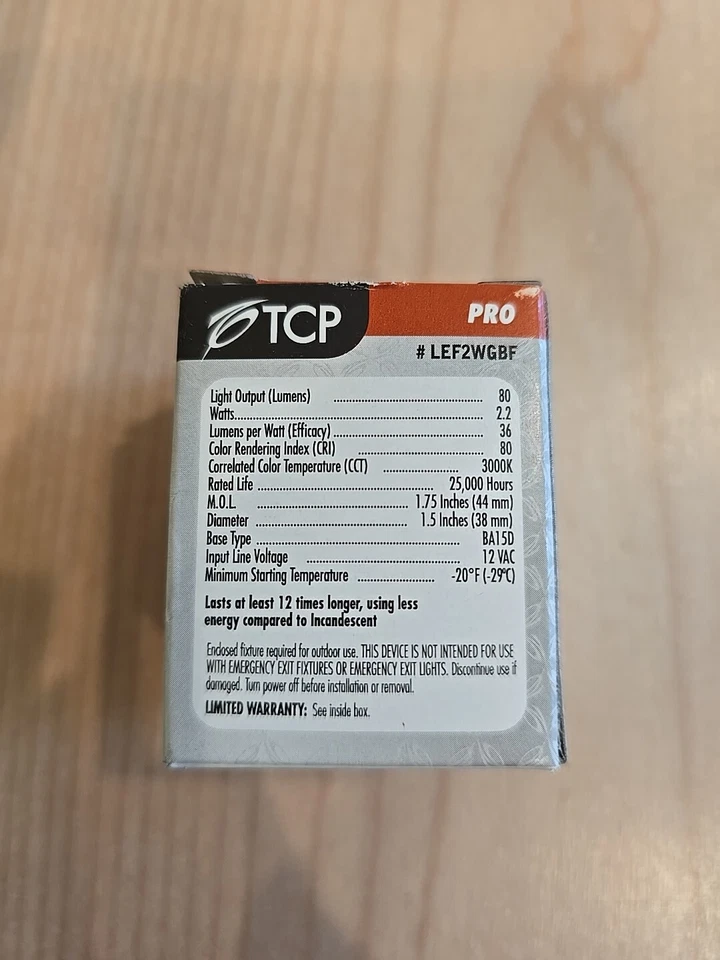 TCP
PRO
# LEF2WGBF
Light Output (Lumens) ........................................ 80
Watts........................................................................ 2.2
Lumens per Watt (Efficacy) ........................................ 36
Color Rendering Index (CRI) ................................. 80
Correlated Color Temperature (CCT) .................... 3000K
Rated Life ................................................ 25,000 Hours
M.O.L. ........................................ 1.75 Inches (44 mm)
Diameter ........................................ 1.5 Inches (38 mm)
Base Type ...................................................... BA15D
Input Line Voltage ........................................ 12 VAC
Minimum Starting Temperature ..................... -20°F (-29°C)
Lasts at least 12 times longer, using less
energy compared to Incandescent
Enclosed fixture required for outdoor use. THIS DEVICE IS NOT INTENDED FOR USE
WITH EMERGENCY EXIT FIXTURES OR EMERGENCY EXIT LIGHTS. Discontinue use if
damaged. Turn power off before installation or removal.
LIMITED WARRANTY: See inside box.